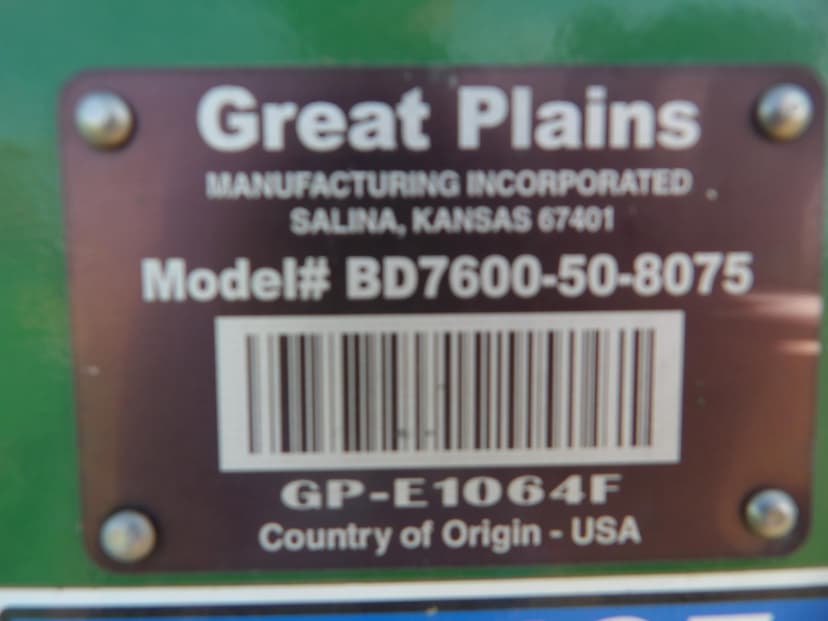 Great Plains
MANUFACTURING INCORPORATED
SALINA, KANSAS 67401
Model# BD7600-50-8075
GP-E1064F
Country of Origin - USA